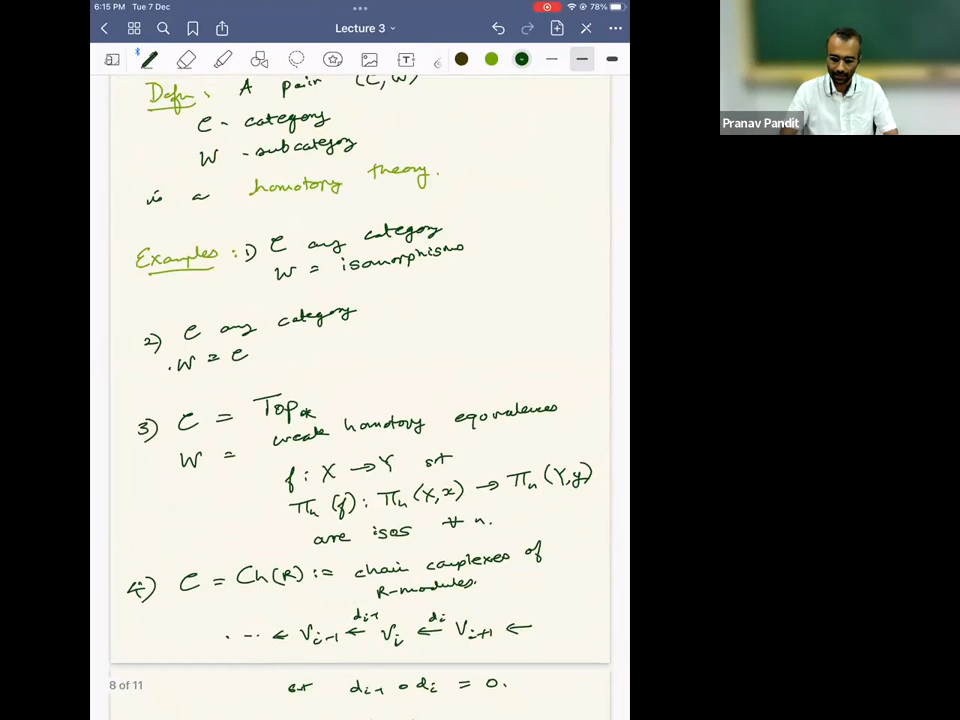 6:15 PM Tue 7 Dec
78%
Lecture 3
Pranav Pandit
Defn. A pair (C, W)
C - category
W - subcategory
is a homotopy theory.
Examples: 1) C any category
W = isomorphisms
2) C any category
W = C
3) C = Top*
W = weak homotopy equivalences
f : X → Y st
πn (f) : πn (X, x) → πn (Y, y)
are isos ∀ n.
4) C = Ch(R) := chain complexes of
R-modules.
... ← Vi-1 ←di-1 Vi ←di Vi+1 ←
st di-1 ∘ di = 0.
8 of 11